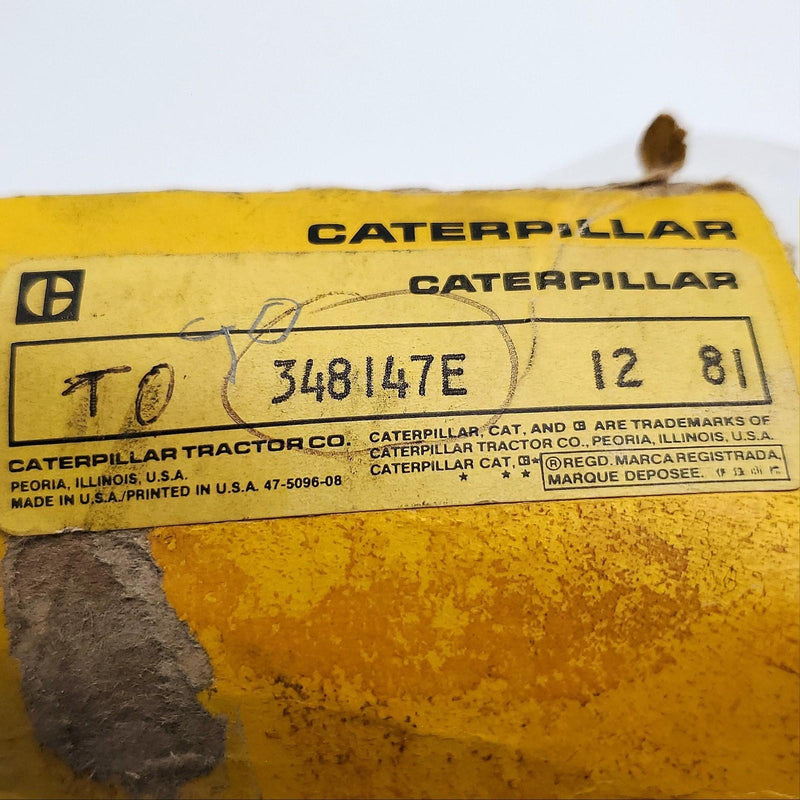 CATERPILLAR
CATERPILLAR
TO
TO 348147E 12 81
CATERPILLAR TRACTOR CO.
PEORIA, ILLINOIS, U.S.A.
MADE IN U.S.A./PRINTED IN U.S.A. 47-5096-08
CATERPILLAR, CAT, AND C ARE TRADEMARKS OF
CATERPILLAR TRACTOR CO., PEORIA, ILLINOIS, U.S.A.
CATERPILLAR CAT, C*
® REGD. MARCA REGISTRADA.
MARQUE DEPOSEE.